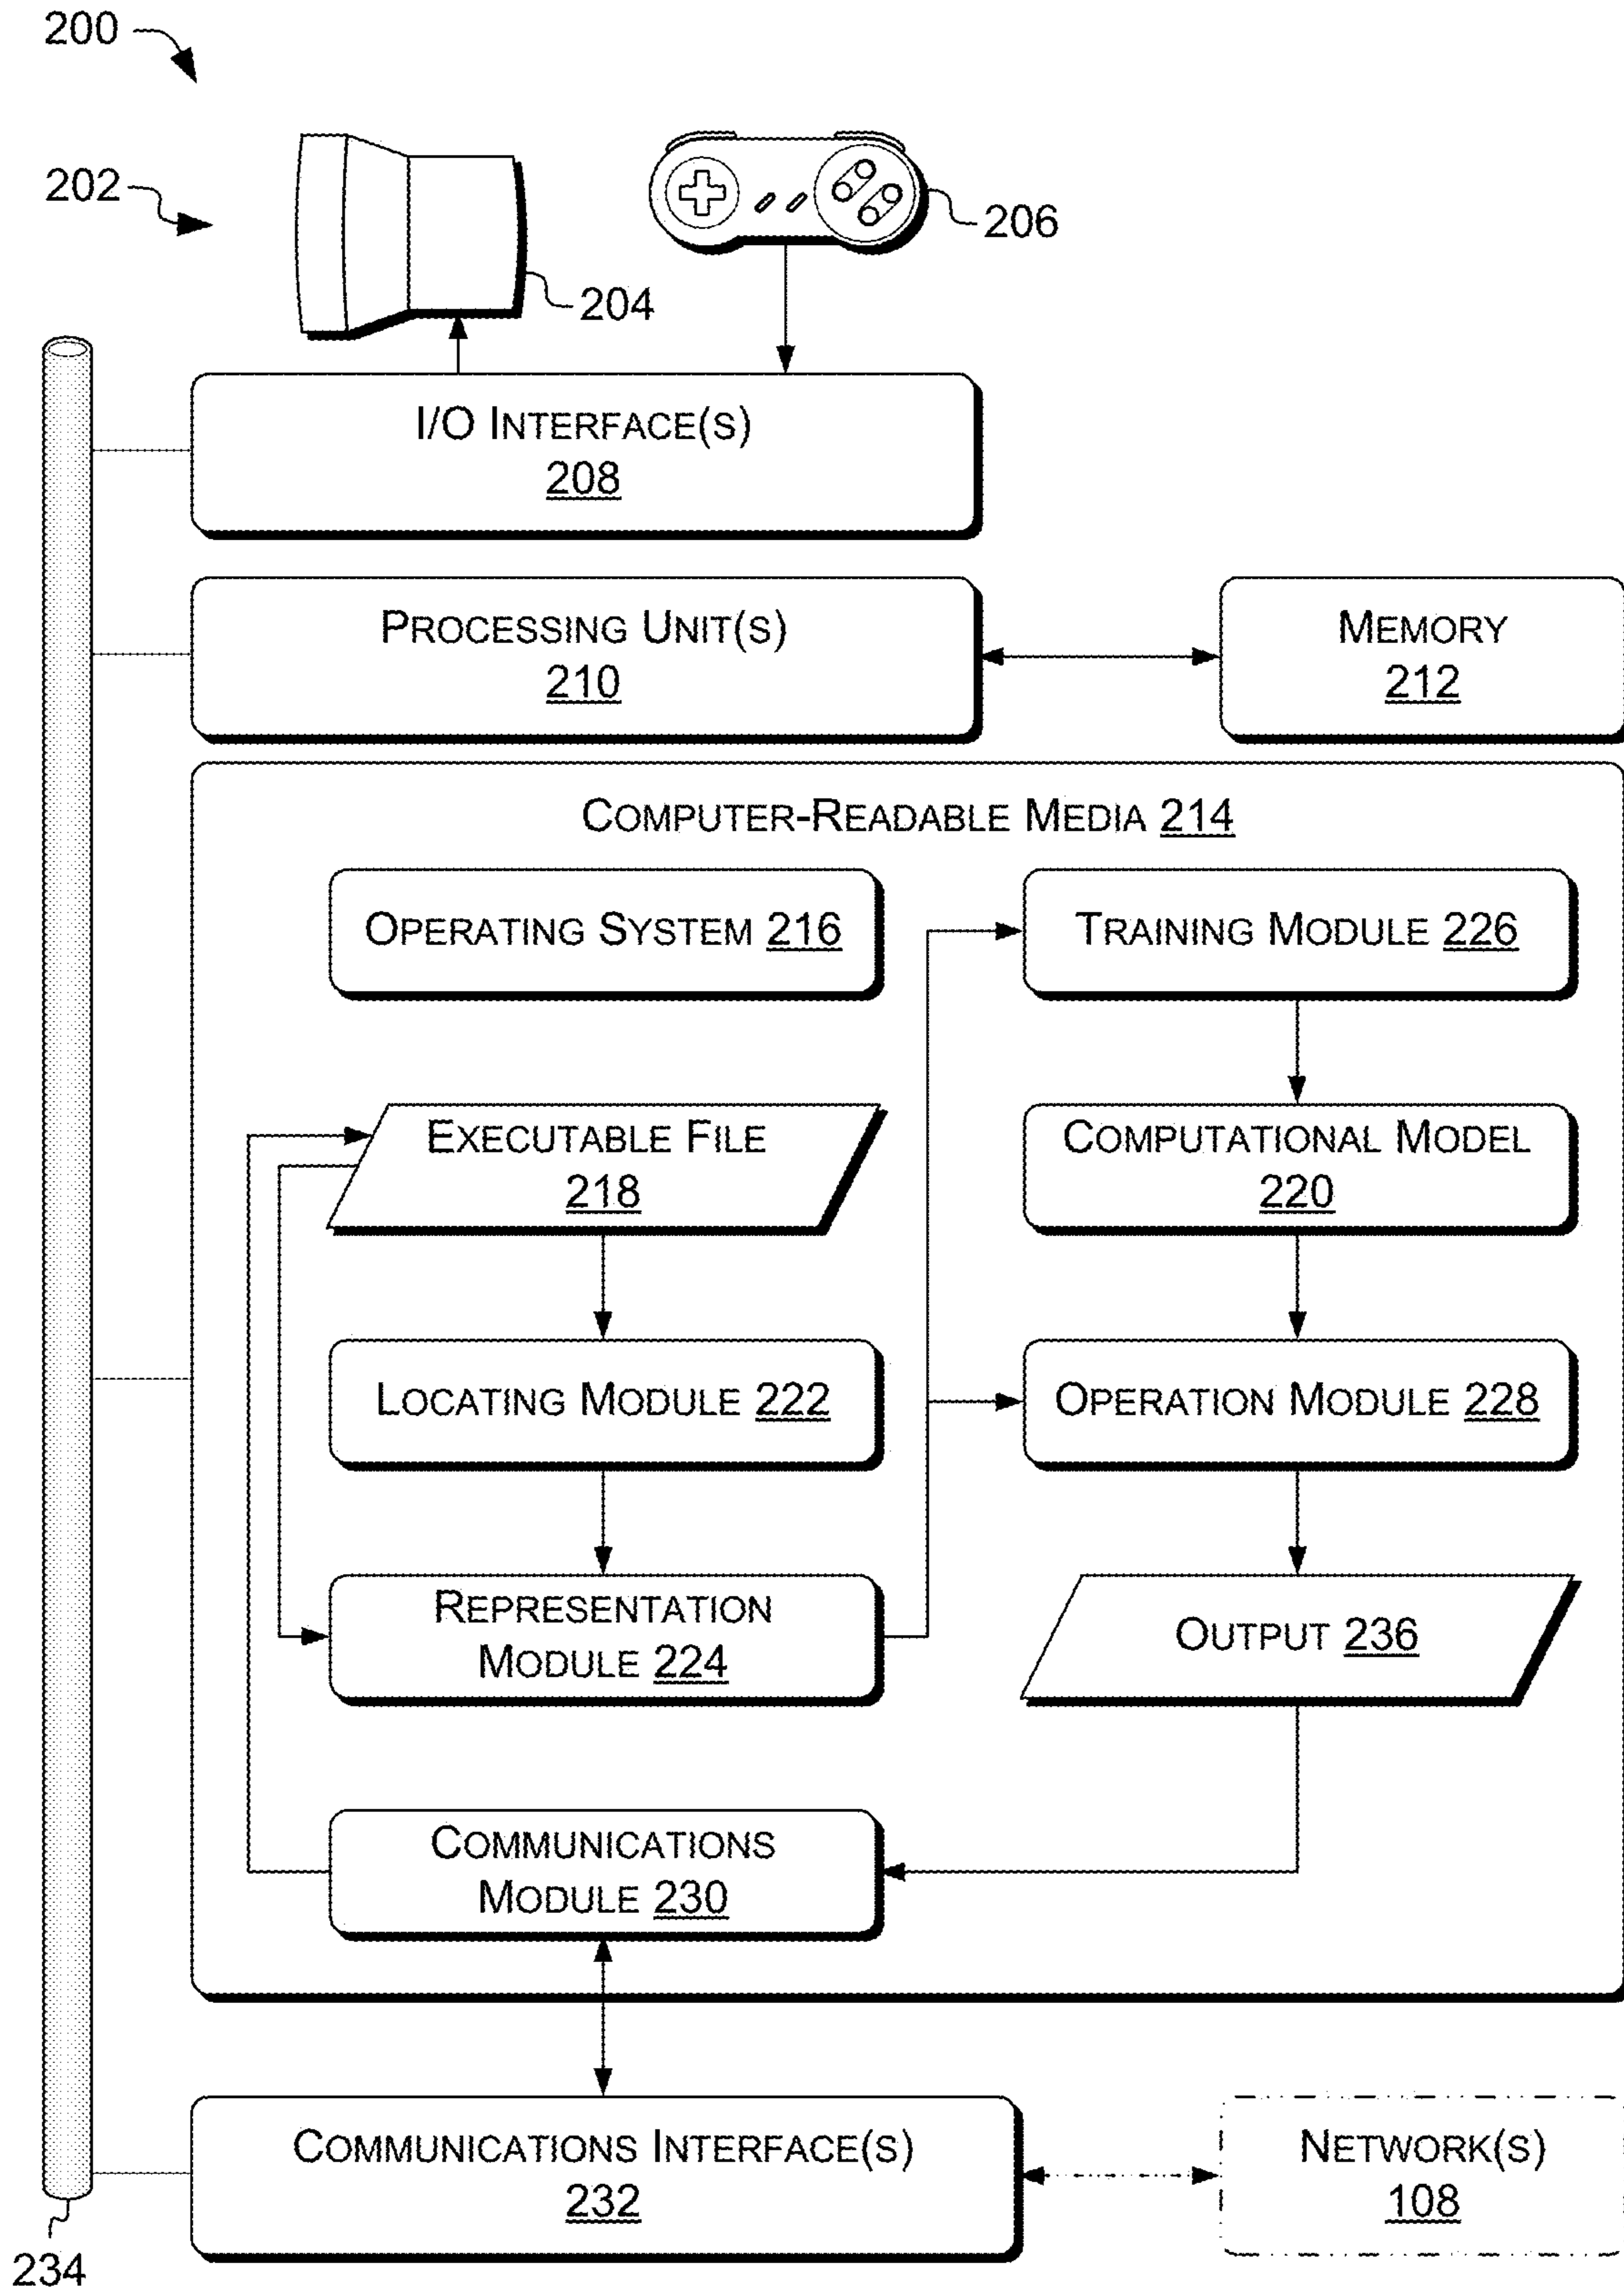 200
202
204
206
I/O INTERFACE(S)
208
PROCESSING UNIT(S)
210
MEMORY
212
COMPUTER-READABLE MEDIA 214
OPERATING SYSTEM 216
TRAINING MODULE 226
EXECUTABLE FILE
218
COMPUTATIONAL MODEL
220
LOCATING MODULE 222
OPERATION MODULE 228
REPRESENTATION
MODULE 224
OUTPUT 236
COMMUNICATIONS
MODULE 230
COMMUNICATIONS INTERFACE(S)
232
NETWORK(S)
108
234